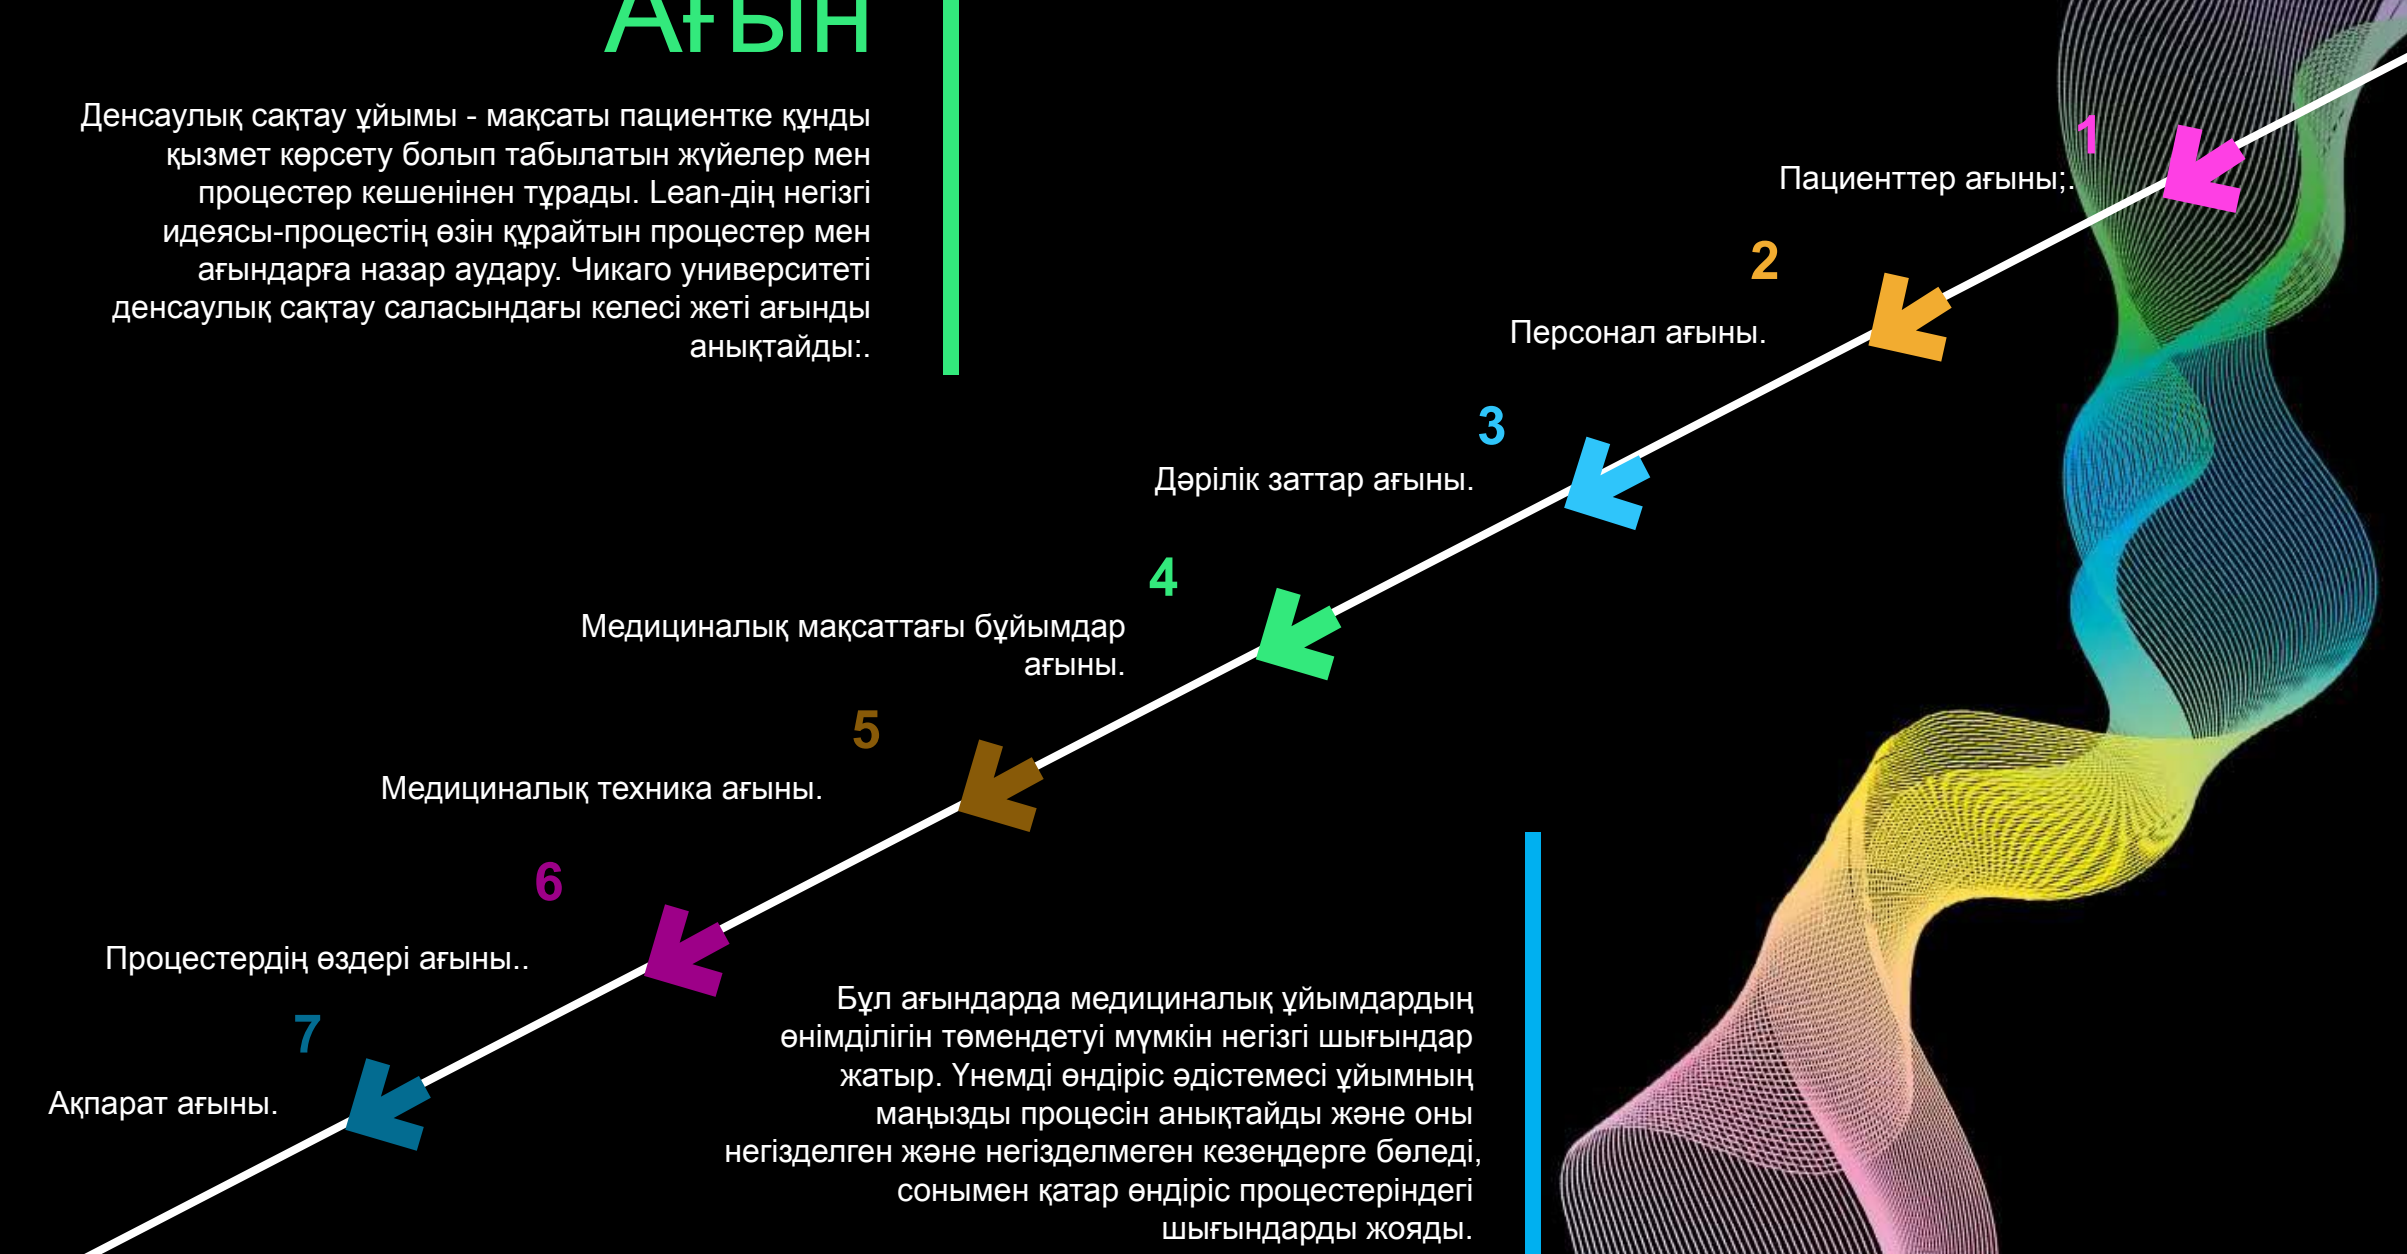 Ағын
Денсаулық сақтау ұйымы - мақсаты пациентке құнды
қызмет көрсету болып табылатын жүйелер мен
процестер кешенінен тұрады. Lean-дің негізгі
идеясы-процестің өзін құрайтын процестер мен
ағындарға назар аудару. Чикаго университеті
денсаулық сақтау саласындағы келесі жеті ағынды
анықтайды:.
1
Пациенттер ағыны;.
2
Персонал ағыны.
3
Дәрілік заттар ағыны.
4
Медициналық мақсаттағы бұйымдар
ағыны.
5
Медициналық техника ағыны.
6
Процестердің өздері ағыны..
7
Ақпарат ағыны.
Бұл ағындарда медициналық ұйымдардың
өнімділігін төмендетуі мүмкін негізгі шығындар
жатыр. Үнемді өндіріс әдістемесі ұйымның
маңызды процесін анықтайды және оны
негізделген және негізделмеген кезеңдерге бөледі,
сонымен қатар өндіріс процестеріндегі
шығындарды жояды.